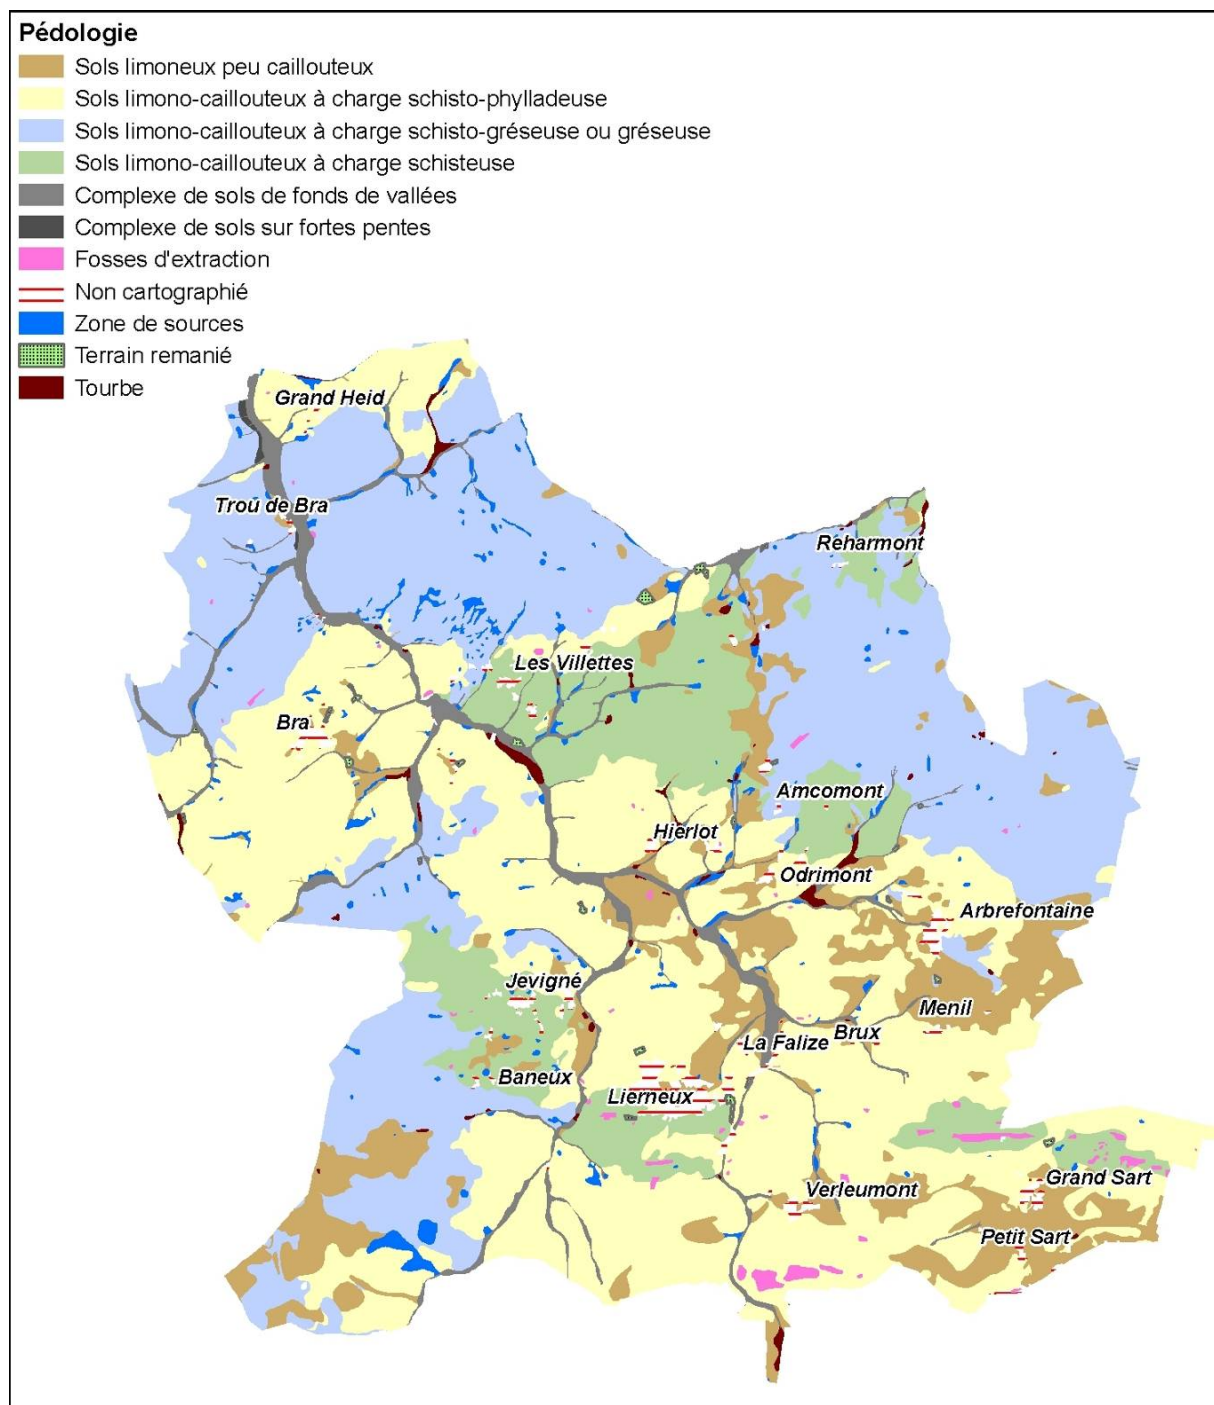 Pédologie
Sols limoneux peu caillouteux
Sols limono-caillouteux à charge schisto-phylladeuse
Sols limono-caillouteux à charge schisto-gréseuse ou gréseuse
Sols limono-caillouteux à charge schisteuse
Complexe de sols de fonds de vallées
Complexe de sols sur fortes pentes
Fosses d'extraction
Non cartographié
Zone de sources
Terrain remanié
Tourbe
Grand Heid
Trou de Bra
Reharmont
Les Villettes
Bra
Amcomont
Hierlot
Odrimont
Arbrefontaine
Jevigné
Menil
Brux
La Falize
Baneux
Lierneux
Verleumont
Grand Sart
Petit Sart